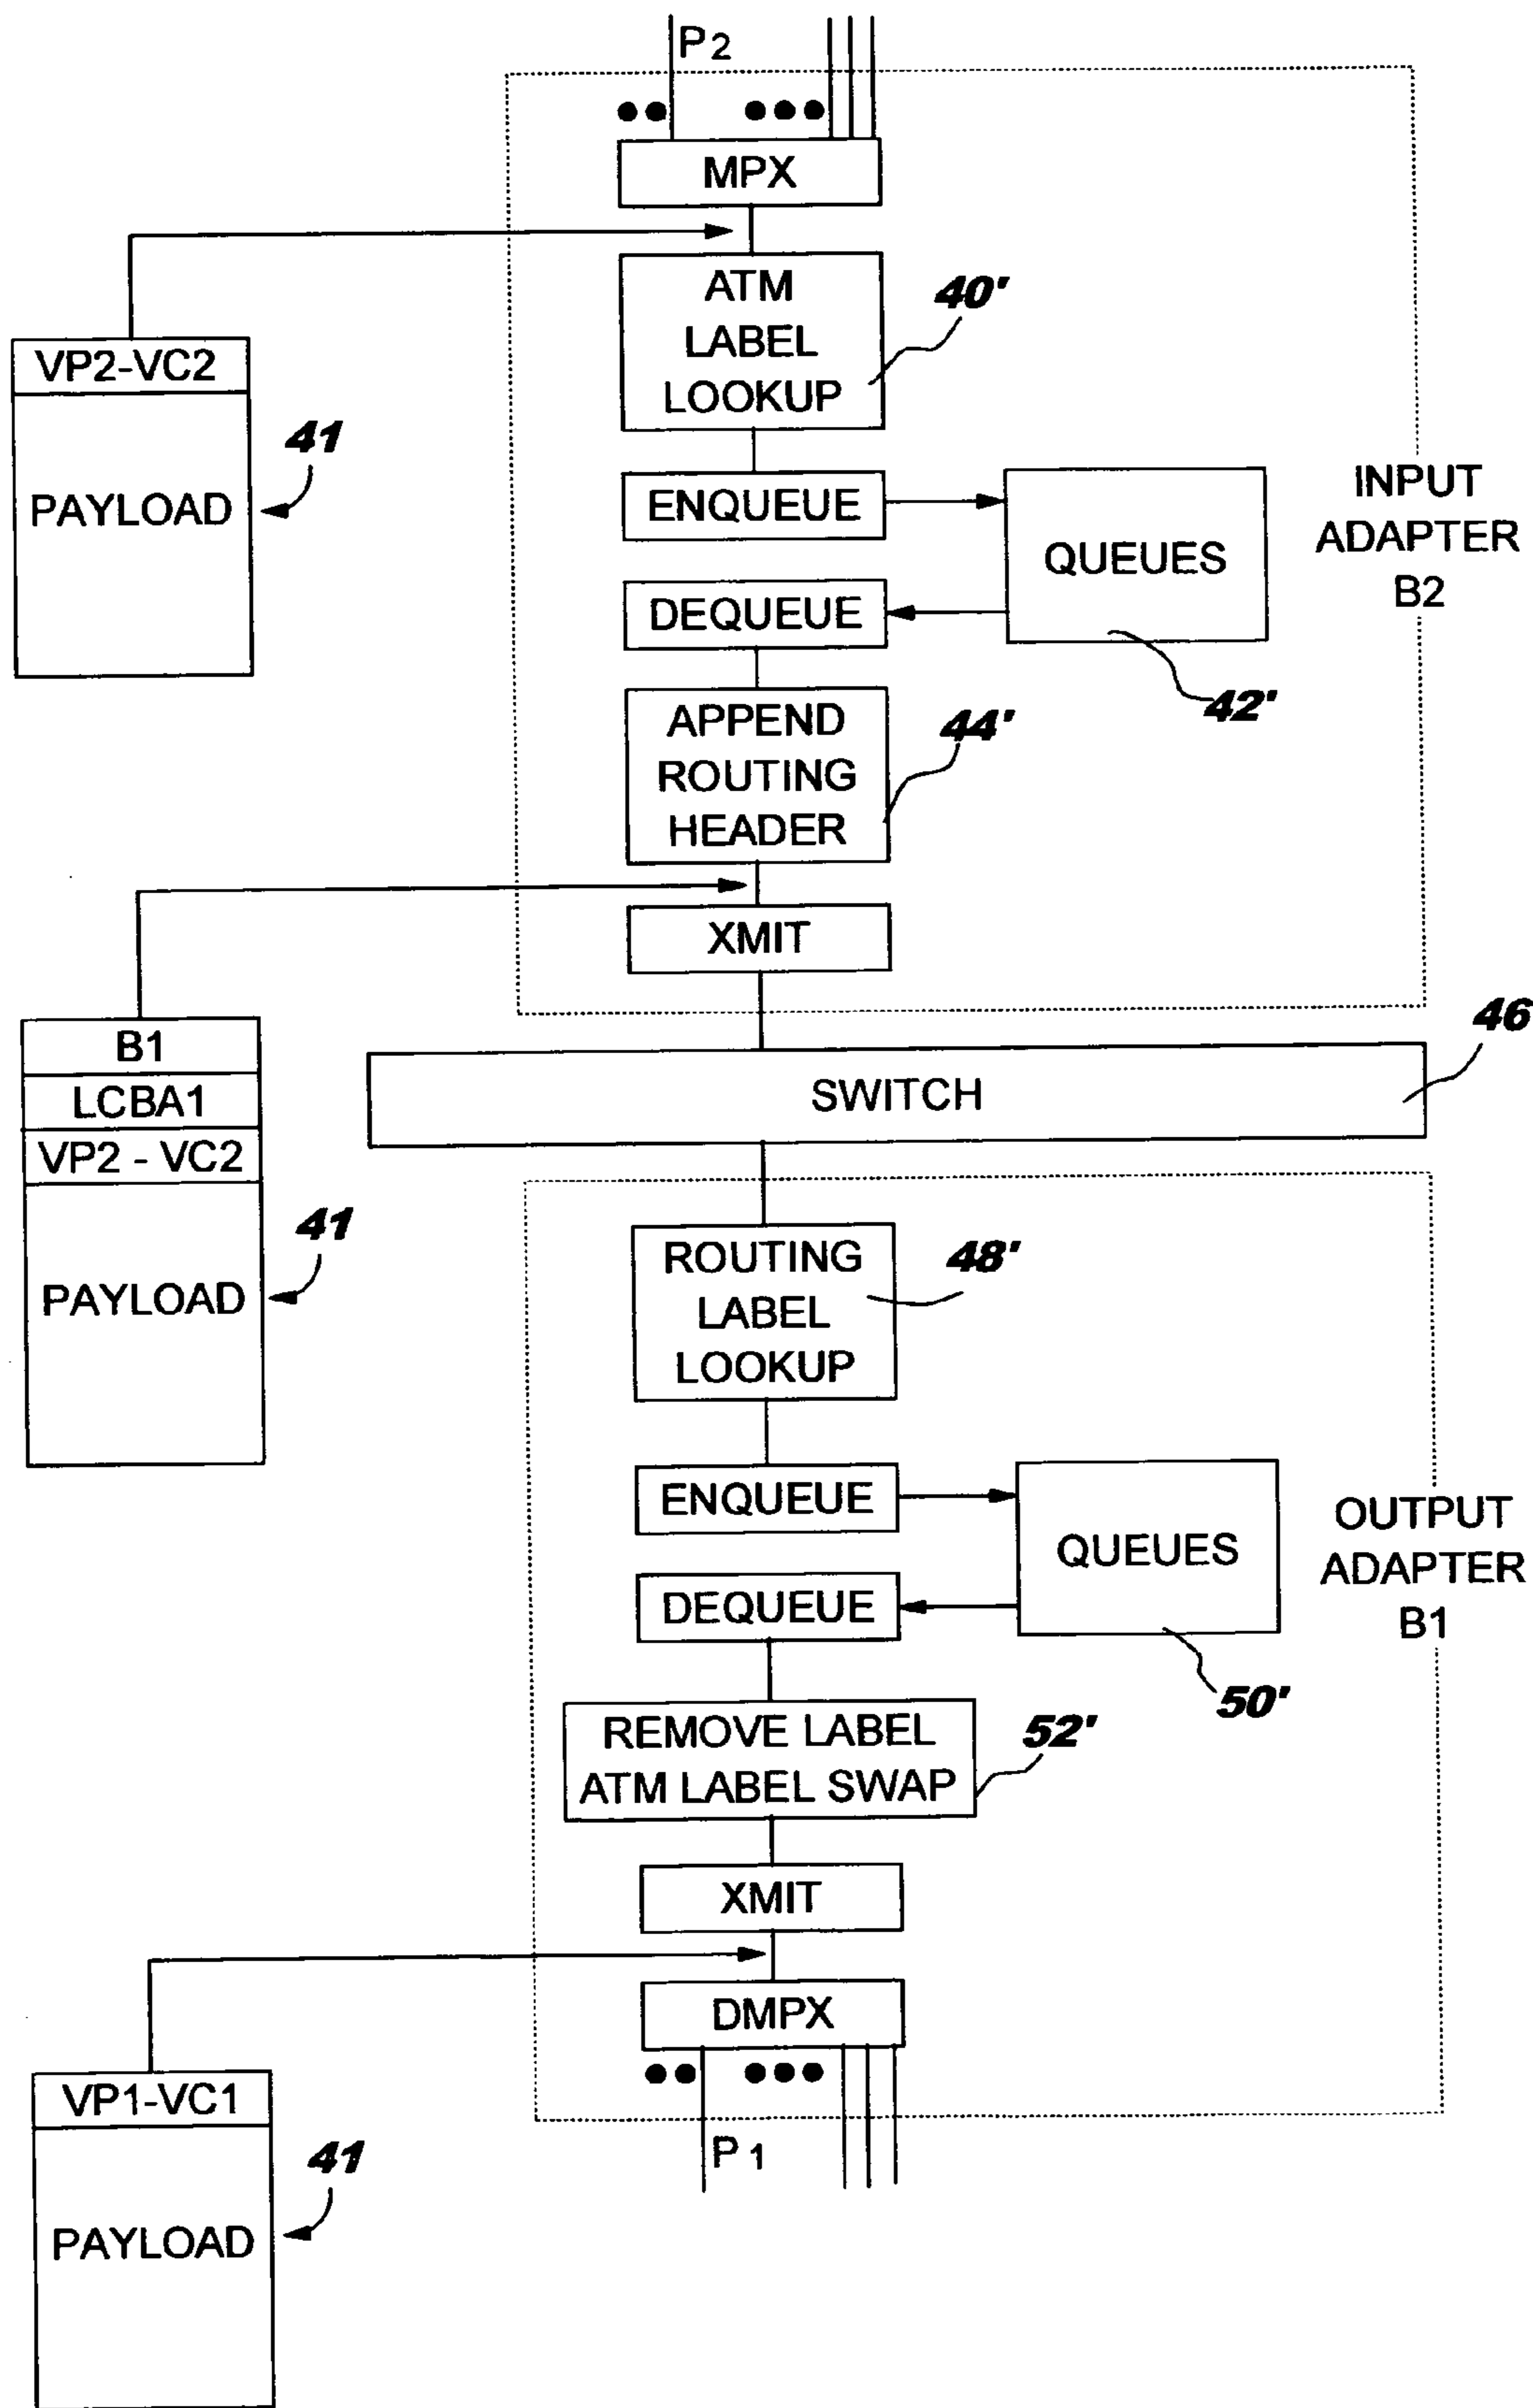 P2
MPX
ATM
LABEL
LOOKUP
40'
VP2-VC2
PAYLOAD
41
ENQUEUE
QUEUES
DEQUEUE
42'
INPUT
ADAPTER
B2
APPEND
ROUTING
HEADER
44'
XMIT
B1
LCBA1
VP2 - VC2
PAYLOAD
41
SWITCH
46
ROUTING
LABEL
LOOKUP
48'
ENQUEUE
QUEUES
DEQUEUE
50'
OUTPUT
ADAPTER
B1
REMOVE LABEL
ATM LABEL SWAP
52'
XMIT
DMPX
P1
VP1-VC1
PAYLOAD
41